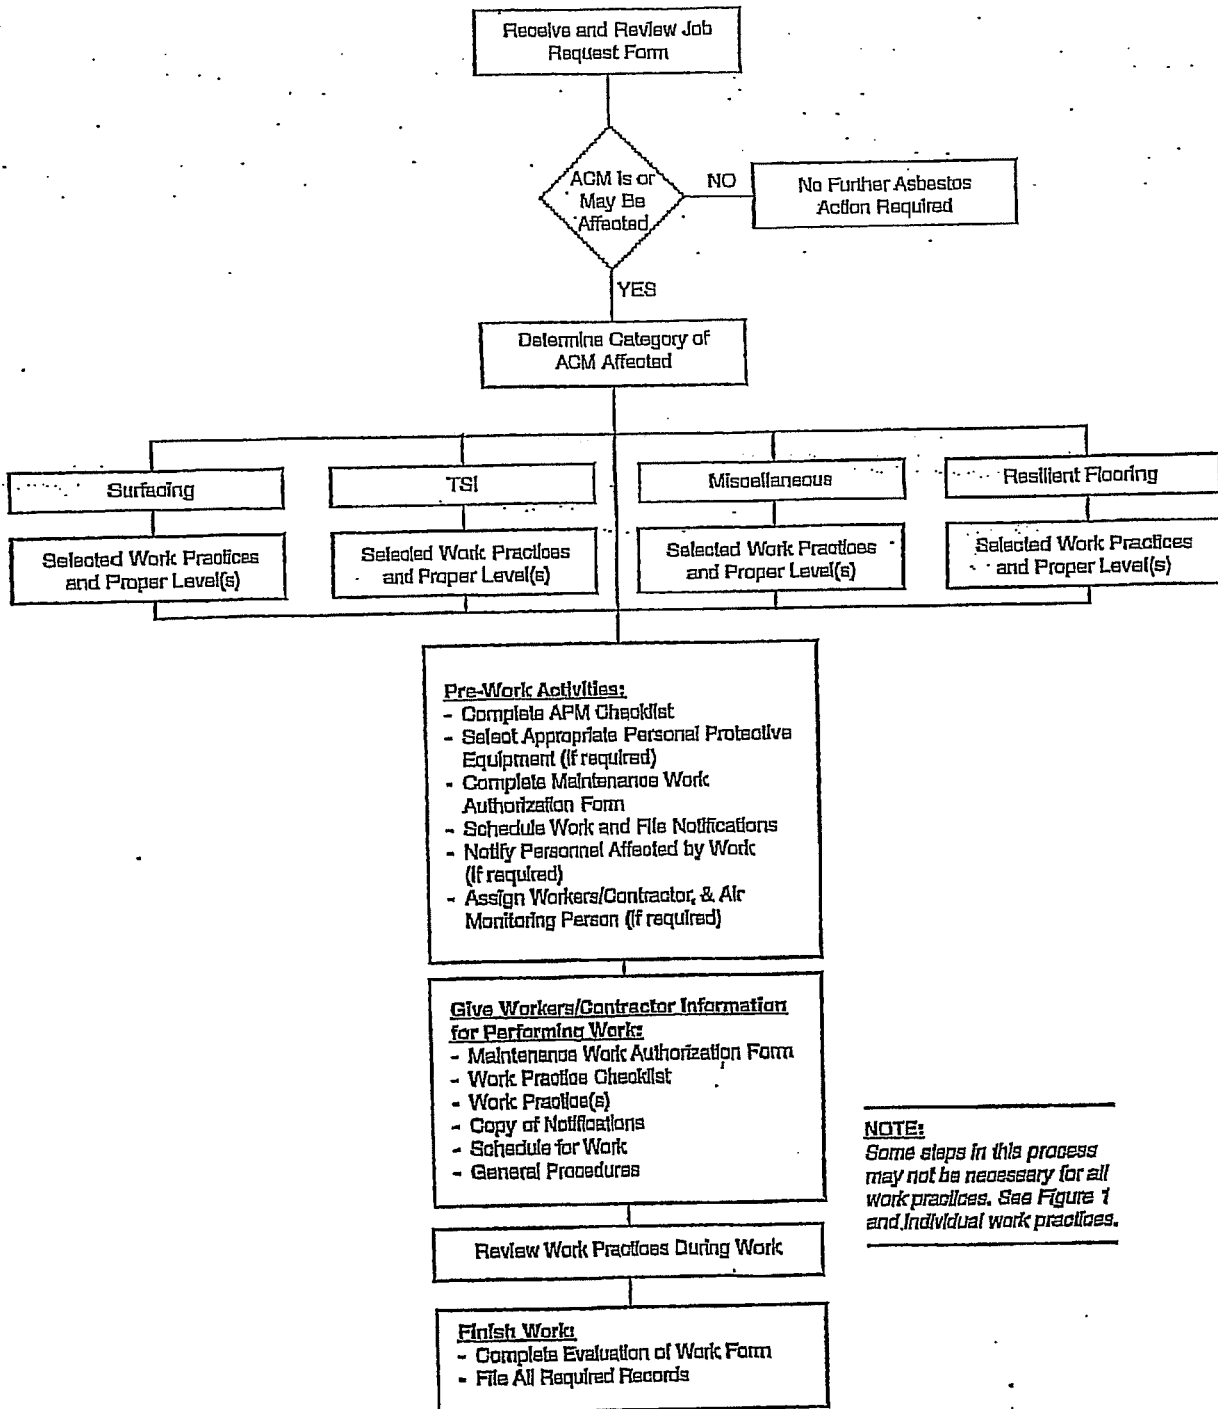 Receive and Review Job
Request Form
ACM Is or
May Be
Affected
NO
No Further Asbestos
Action Required
YES
Determine Category of
ACM Affected
Surfacing
TSI
Miscellaneous
Resilient Flooring
Selected Work Practices
and Proper Level(s)
Selected Work Practices
and Proper Level(s)
Selected Work Practices
and Proper Level(s)
Selected Work Practices
and Proper Level(s)
Pre-Work Activities:
- Complete APM Checklist
- Select Appropriate Personal Protective
Equipment (if required)
- Complete Maintenance Work
Authorization Form
- Schedule Work and File Notifications
- Notify Personnel Affected by Work
(if required)
- Assign Workers/Contractor, & Air
Monitoring Person (if required)
Give Workers/Contractor Information
for Performing Work:
- Maintenance Work Authorization Form
- Work Practice Checklist
- Work Practice(s)
- Copy of Notifications
- Schedule for Work
- General Procedures
NOTE:
Some steps in this process
may not be necessary for all
work practices. See Figure 1
and individual work practices.
Review Work Practices During Work
Finish Work:
- Complete Evaluation of Work Form
- File All Required Records